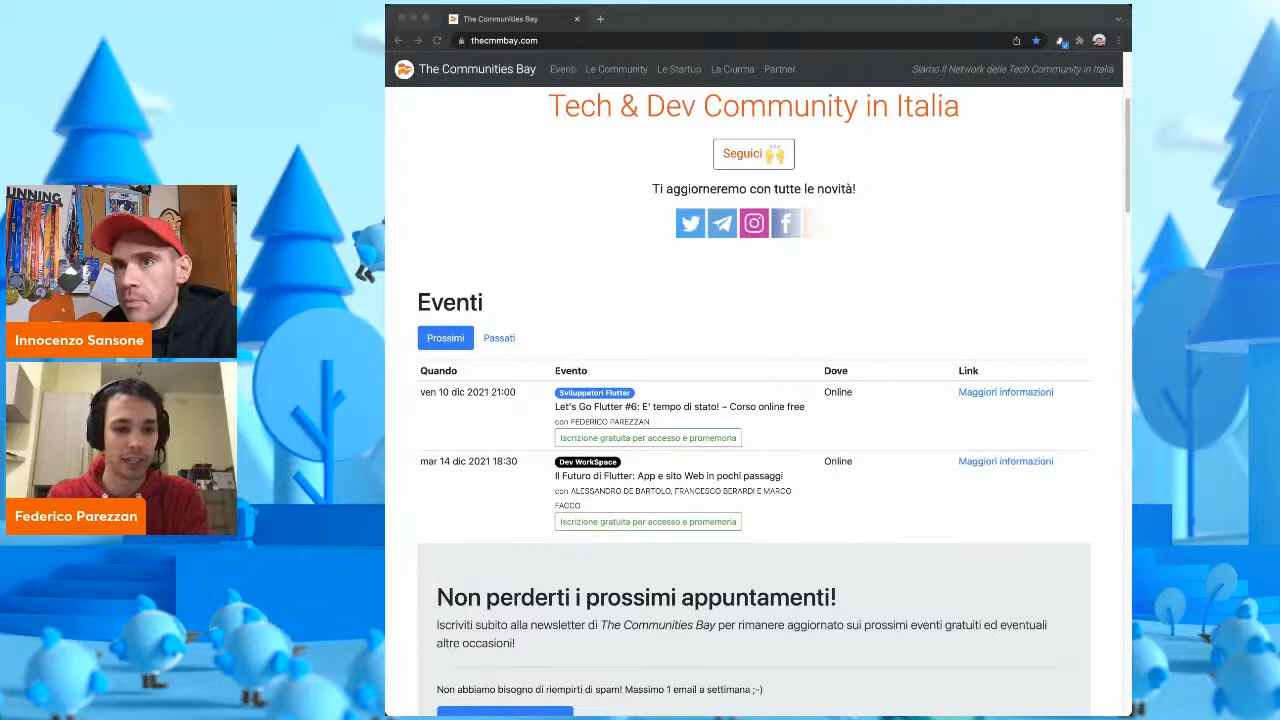 The Communities Bay
thecmmbay.com
The Communities Bay
Eventi
Le Community
Le Startup
La Ciurma
Partner
Siamo il Network delle Tech Community in Italia
Tech & Dev Community in Italia
Seguici 🙌
Ti aggiorneremo con tutte le novità!
UNNING
Innocenzo Sansone
Federico Parezzan
Eventi
Prossimi
Passati
Quando
Evento
Dove
Link
ven 10 dic 2021 21:00
Sviluppatori Flutter
Online
Maggiori informazioni
Let's Go Flutter #6: E' tempo di stato! – Corso online free
con FEDERICO PAREZZAN
Iscrizione gratuita per accesso e promemoria
mar 14 dic 2021 18:30
Dev WorkSpace
Online
Maggiori informazioni
Il Futuro di Flutter: App e sito Web in pochi passaggi
con ALESSANDRO DE BARTOLO, FRANCESCO BERARDI E MARCO
FACCO
Iscrizione gratuita per accesso e promemoria
Non perderti i prossimi appuntamenti!
Iscriviti subito alla newsletter di The Communities Bay per rimanere aggiornato sui prossimi eventi gratuiti ed eventuali
altre occasioni!
Non abbiamo bisogno di riempirti di spam! Massimo 1 email a settimana ;-)